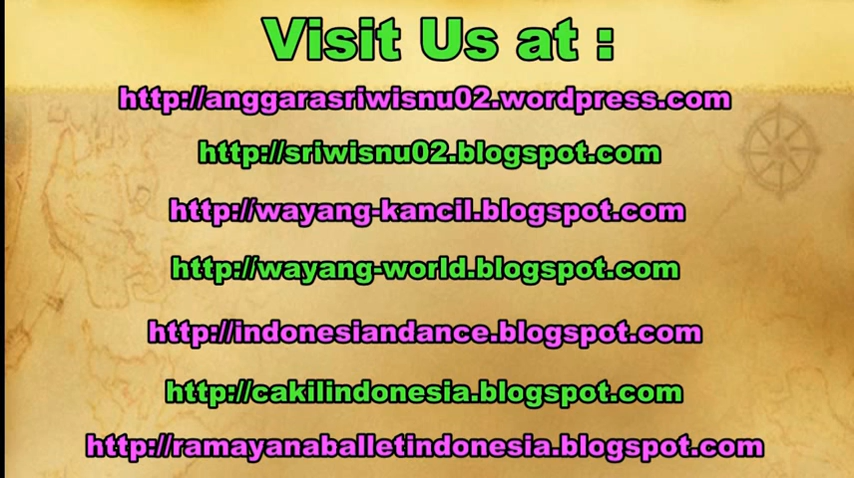 Visit Us at :
http://anggarasriwisnu02.wordpress.com
http://sriwisnu02.blogspot.com
http://wayang-kancil.blogspot.com
http://wayang-world.blogspot.com
http://indonesiandance.blogspot.com
http://cakilindonesia.blogspot.com
http://ramayanaballetindonesia.blogspot.com